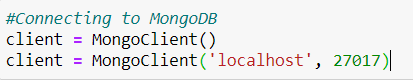 #Connecting to MongoDB
client = MongoClient()
client = MongoClient('localhost', 27017)